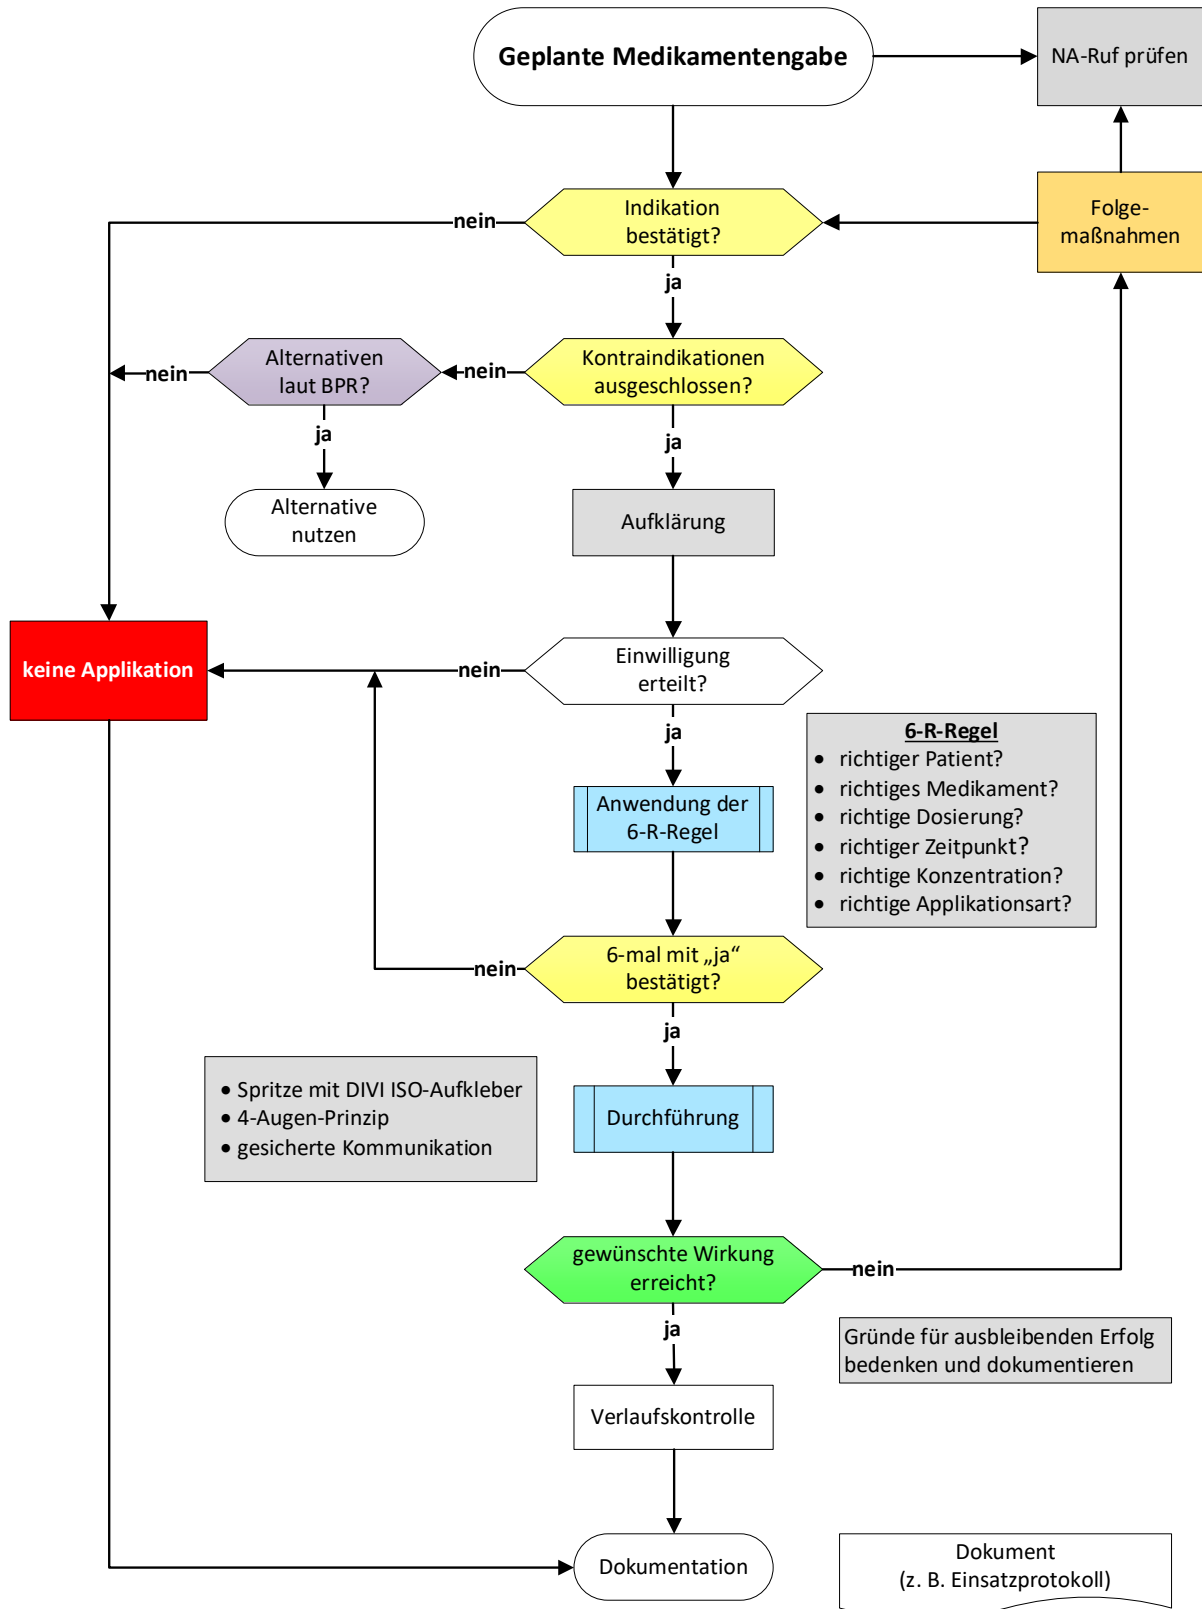 Geplante Medikamentengabe
NA-Ruf prüfen
Indikation
bestätigt?
nein
Folge-
maßnahmen
ja
Kontraindikationen
ausgeschlossen?
nein
Alternativen
laut BPR?
nein
ja
ja
Alternative
nutzen
Aufklärung
keine Applikation
nein
Einwilligung
erteilt?
ja
6-R-Regel
• richtiger Patient?
• richtiges Medikament?
• richtige Dosierung?
• richtiger Zeitpunkt?
• richtige Konzentration?
• richtige Applikationsart?
Anwendung der
6-R-Regel
nein
6-mal mit „ja“
bestätigt?
ja
• Spritze mit DIVI ISO-Aufkleber
• 4-Augen-Prinzip
• gesicherte Kommunikation
Durchführung
gewünschte Wirkung
erreicht?
nein
ja
Gründe für ausbleibenden Erfolg
bedenken und dokumentieren
Verlaufskontrolle
Dokumentation
Dokument
(z. B. Einsatzprotokoll)